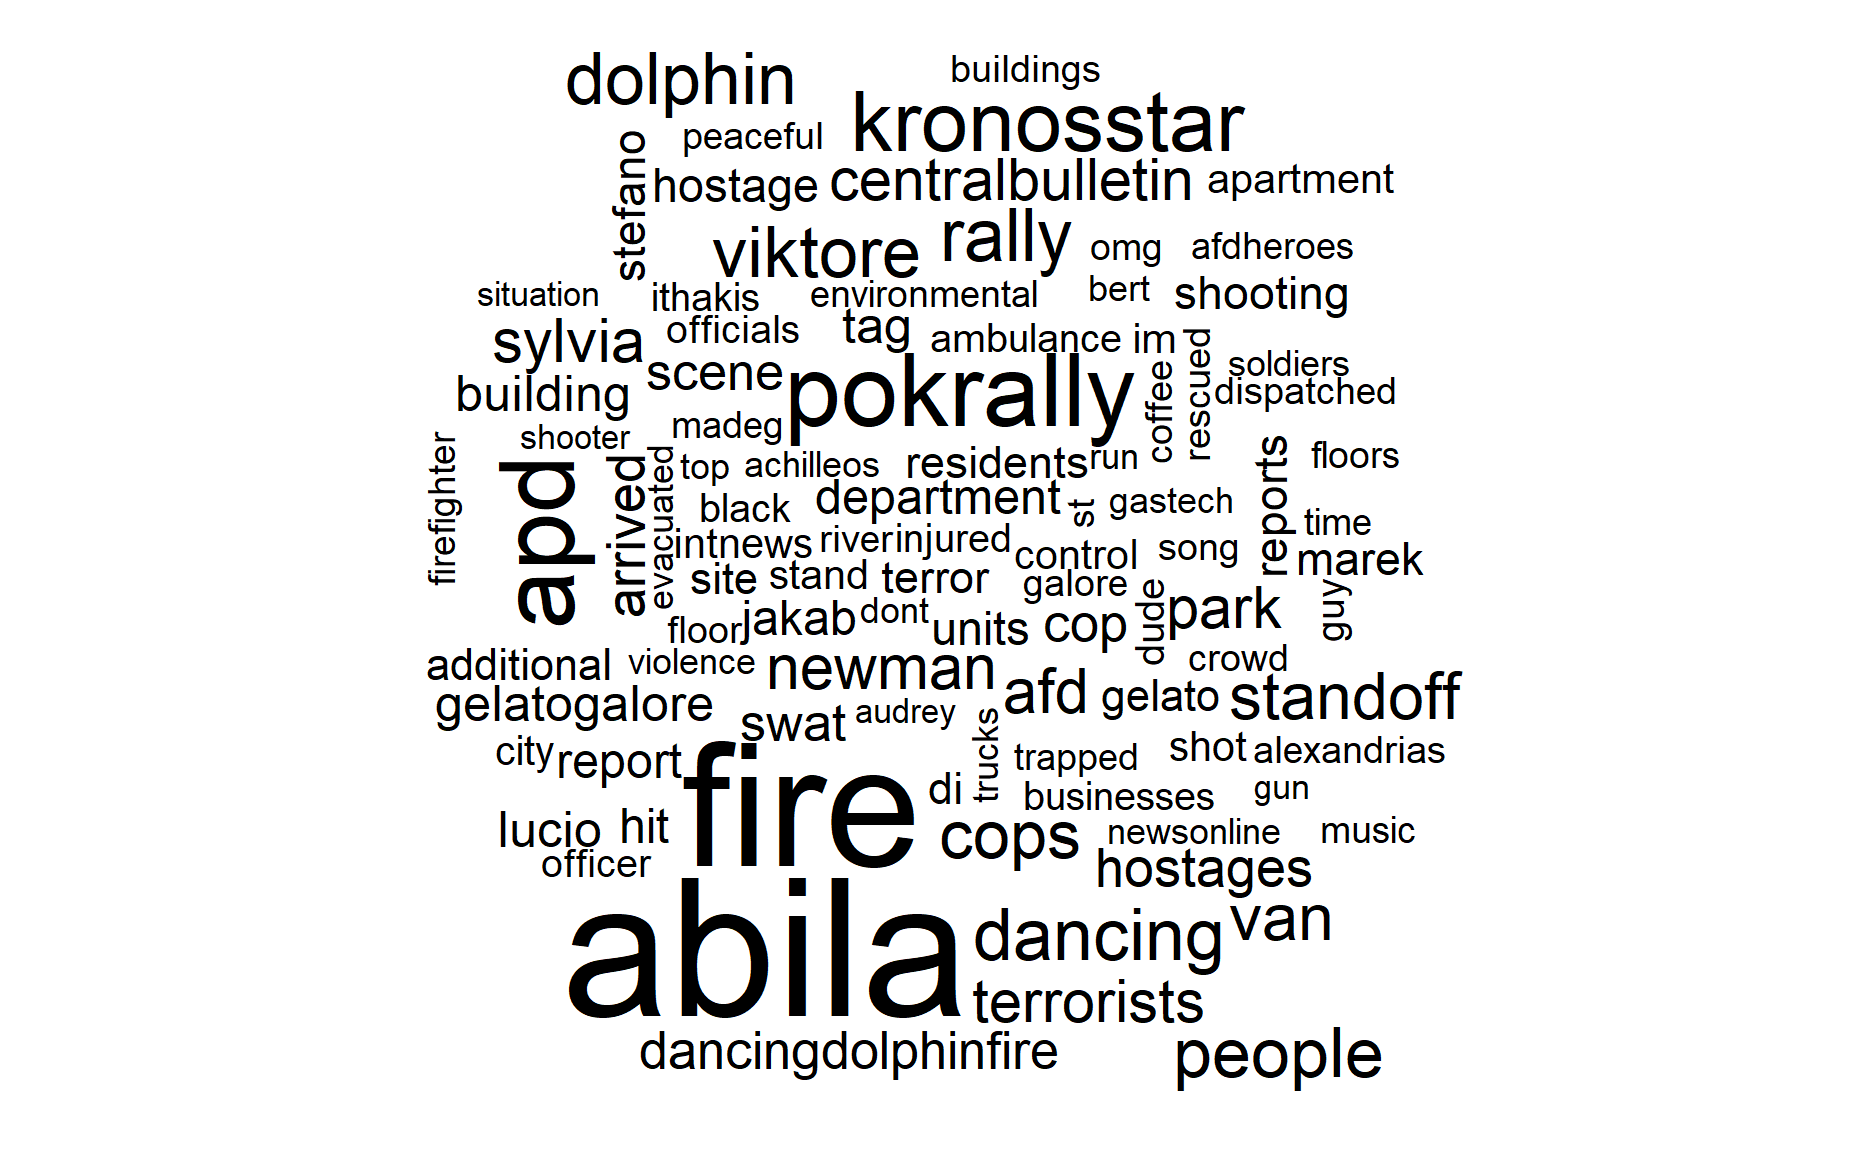 dolphin
buildings
kronosstar
peaceful
stefano
hostage
centralbulletin
apartment
viktore
rally
omg
afdheroes
situation
ithakis
environmental
bert
shooting
sylvia
officials
tag
ambulance
im
rescued
building
scene
pokrally
coffee
soldiers
dispatched
madeg
shooter
firefighter
apd
arrived
evacuated
top
achilleos
residents
run
reports
floors
black
department
st
gastech
time
intnews
river
injured
control
song
marek
site
stand
terror
galore
dude
guy
floor
jakab
dont
units
cop
park
additional
violence
newman
crowd
gelatogalore
afd
gelato
standoff
swat
audrey
trucks
city
report
fire
trapped
shot
alexandrias
di
businesses
gun
lucio
hit
cops
newsonline
music
officer
hostages
abila
dancing
van
terrorists
dancingdolphinfire
people